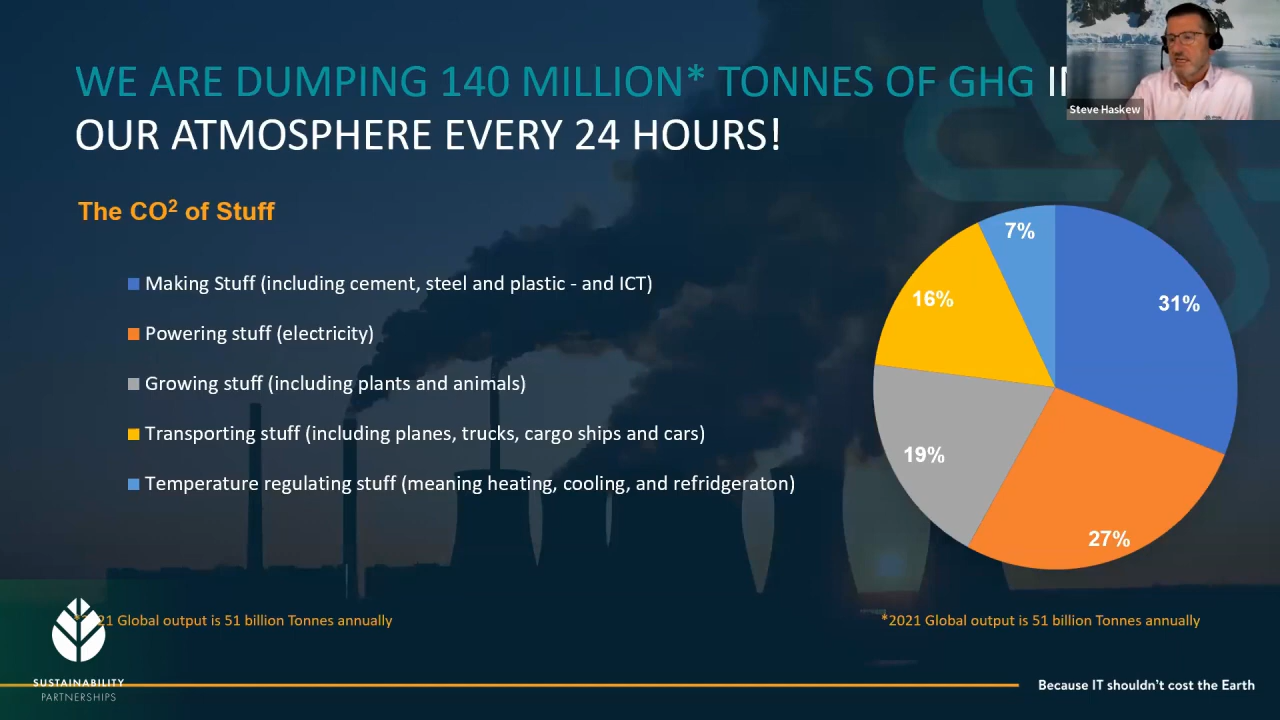 WE ARE DUMPING 140 MILLION* TONNES OF GHG
OUR ATMOSPHERE EVERY 24 HOURS!
Steve Haskew
The CO² of Stuff
Making Stuff (including cement, steel and plastic - and ICT)
Powering stuff (electricity)
Growing stuff (including plants and animals)
Transporting stuff (including planes, trucks, cargo ships and cars)
Temperature regulating stuff (meaning heating, cooling, and refridgeraton)
7%
31%
16%
19%
27%
21 Global output is 51 billion Tonnes annually
*2021 Global output is 51 billion Tonnes annually
SUSTAINABILITY
PARTNERSHIPS
Because IT shouldn't cost the Earth